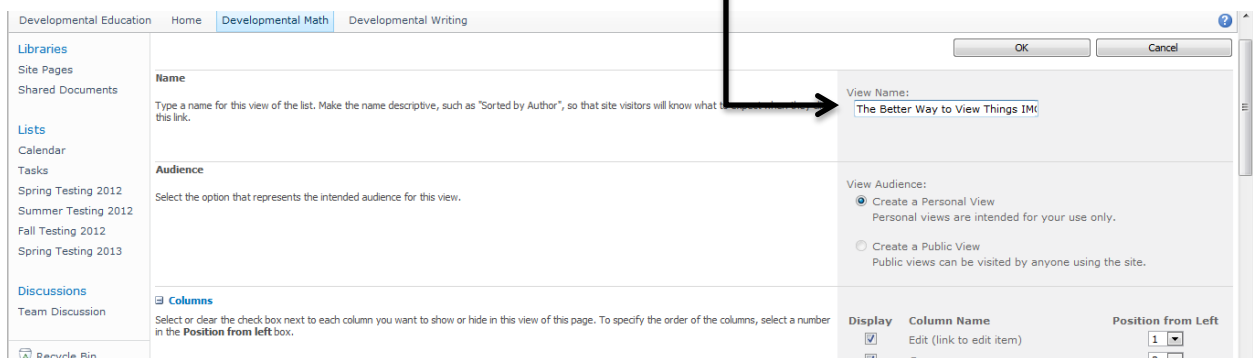 Developmental Education Home Developmental Math Developmental Writing
Libraries
Site Pages
Shared Documents
Lists
Calendar
Tasks
Spring Testing 2012
Summer Testing 2012
Fall Testing 2012
Spring Testing 2013
Discussions
Team Discussion
Recycle Bin
OK Cancel
Name
Type a name for this view of the list. Make the name descriptive, such as "Sorted by Author", so that site visitors will know what to expect when they
this link.
View Name:
The Better Way to View Things
Audience
Select the option that represents the intended audience for this view.
View Audience:
Create a Personal View
Personal views are intended for your use only.
Create a Public View
Public views can be visited by anyone using the site.
Columns
Select or clear the check box next to each column you want to show or hide in this view of this page. To specify the order of the columns, select a number
in the Position from left box.
Display Column Name Position from Left
Edit (link to edit item) 1